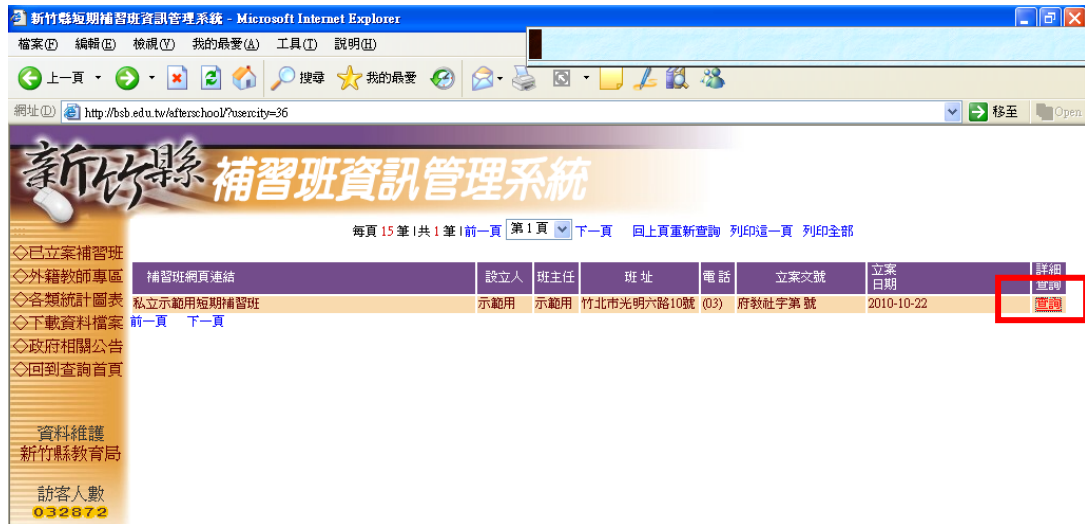 新竹縣短期補習班資訊管理系統 - Microsoft Internet Explorer
檔案(F) 編輯(E) 檢視(V) 我的最愛(A) 工具(T) 說明(H)
上一頁 搜尋 我的最愛
網址(D) http://bsb.edu.tw/afterschool/?usercity=36 移至 Open
新竹縣 補習班資訊管理系統
每頁 15 筆 | 共 1 筆 | 前一頁 第1頁 下一頁 回上頁重新查詢 列印這一頁 列印全部
◇已立案補習班
◇外籍教師專區
◇各類統計圖表
◇下載資料檔案
◇政府相關公告
◇回到查詢首頁
資料維護
新竹縣教育局
訪客人數
032872
補習班網頁連結 設立人 班主任 班 址 電 話 立案文號 立案日期 詳細查詢
私立示範用短期補習班 示範用 示範用 竹北市光明六路10號 (03) 府教社字第 號 2010-10-22 查詢
前一頁 下一頁